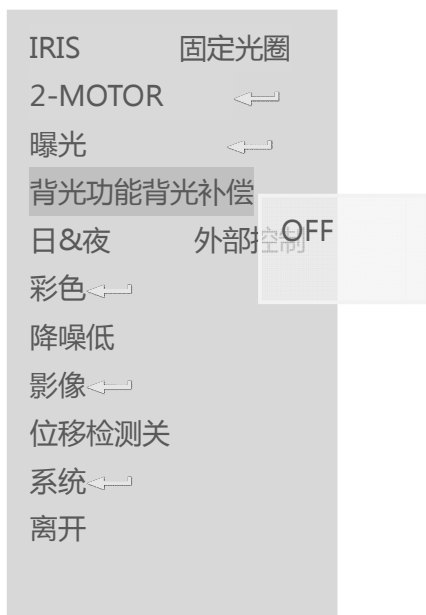 IRIS 固定光圈
2-MOTOR
曝光
背光功能背光补偿
OFF
日&夜 外部控制
彩色
降噪低
影像
位移检测关
系统
离开